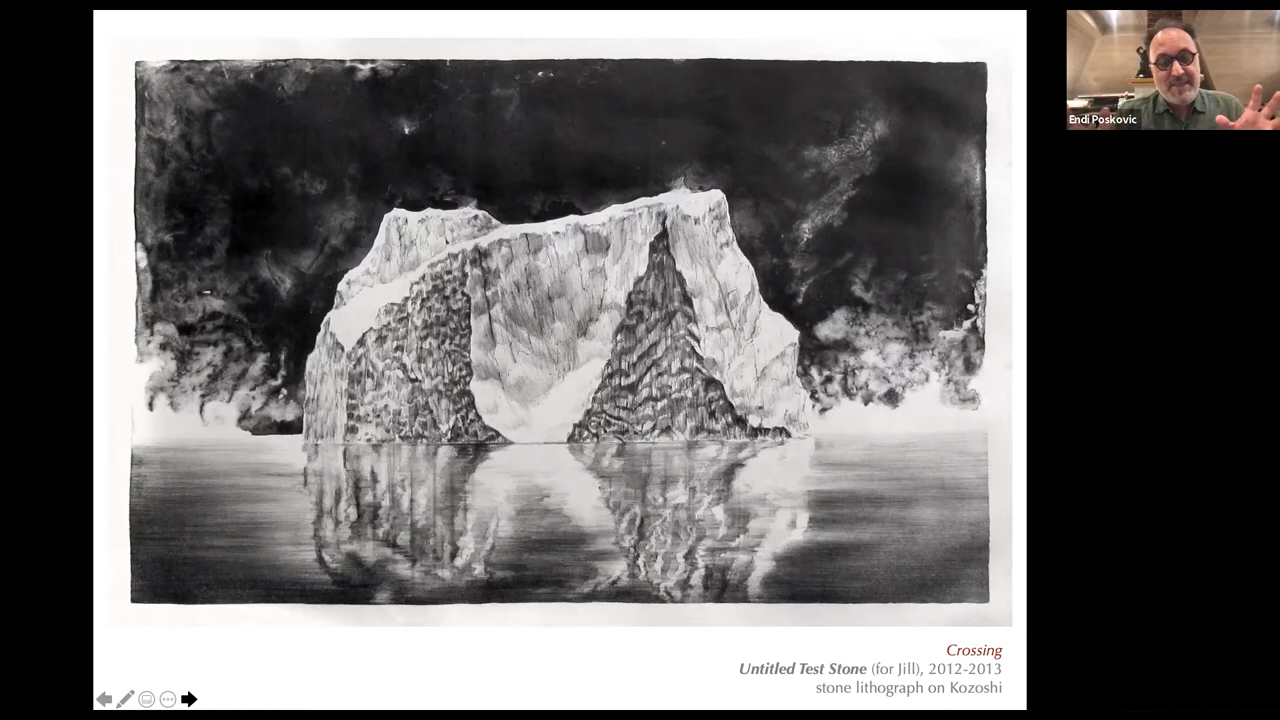 Endi Poskovic
Crossing
Untitled Test Stone (for Jill), 2012-2013
stone lithograph on Kozoshi